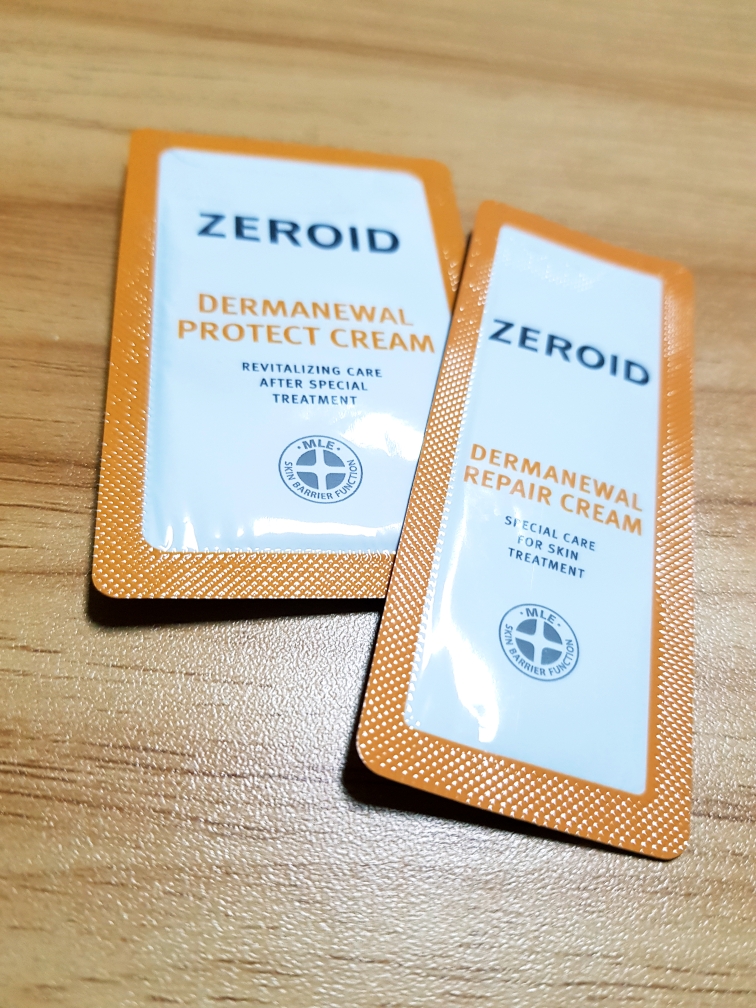 ZEROID
DERMANEWAL
PROTECT CREAM
REVITALIZING CARE
AFTER SPECIAL
TREATMENT
·MLE·
SKIN BARRIER FUNCTION
ZEROID
DERMANEWAL
REPAIR CREAM
SPECIAL CARE
FOR SKIN
TREATMENT
·MLE·
SKIN BARRIER FUNCTION